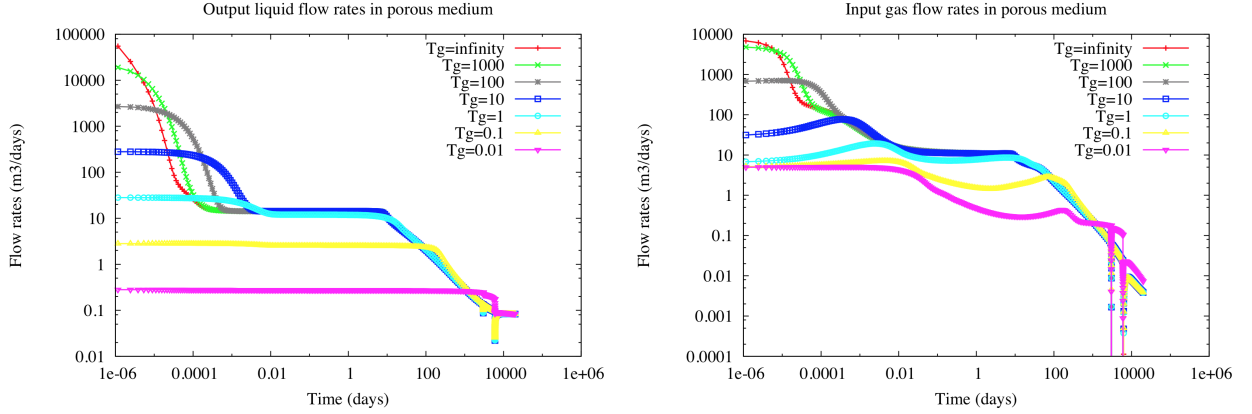 Output liquid flow rates in porous medium
100000
10000
1000
100
10
1
0.1
0.01
Flow rates (m3/days)
Tg=infinity
Tg=1000
Tg=100
Tg=10
Tg=1
Tg=0.1
Tg=0.01
1e-06 0.0001 0.01 1 100 10000 1e+06
Time (days)
Input gas flow rates in porous medium
10000
1000
100
10
1
0.1
0.01
0.001
0.0001
Flow rates (m3/days)
Tg=infinity
Tg=1000
Tg=100
Tg=10
Tg=1
Tg=0.1
Tg=0.01
1e-06 0.0001 0.01 1 100 10000 1e+06
Time (days)